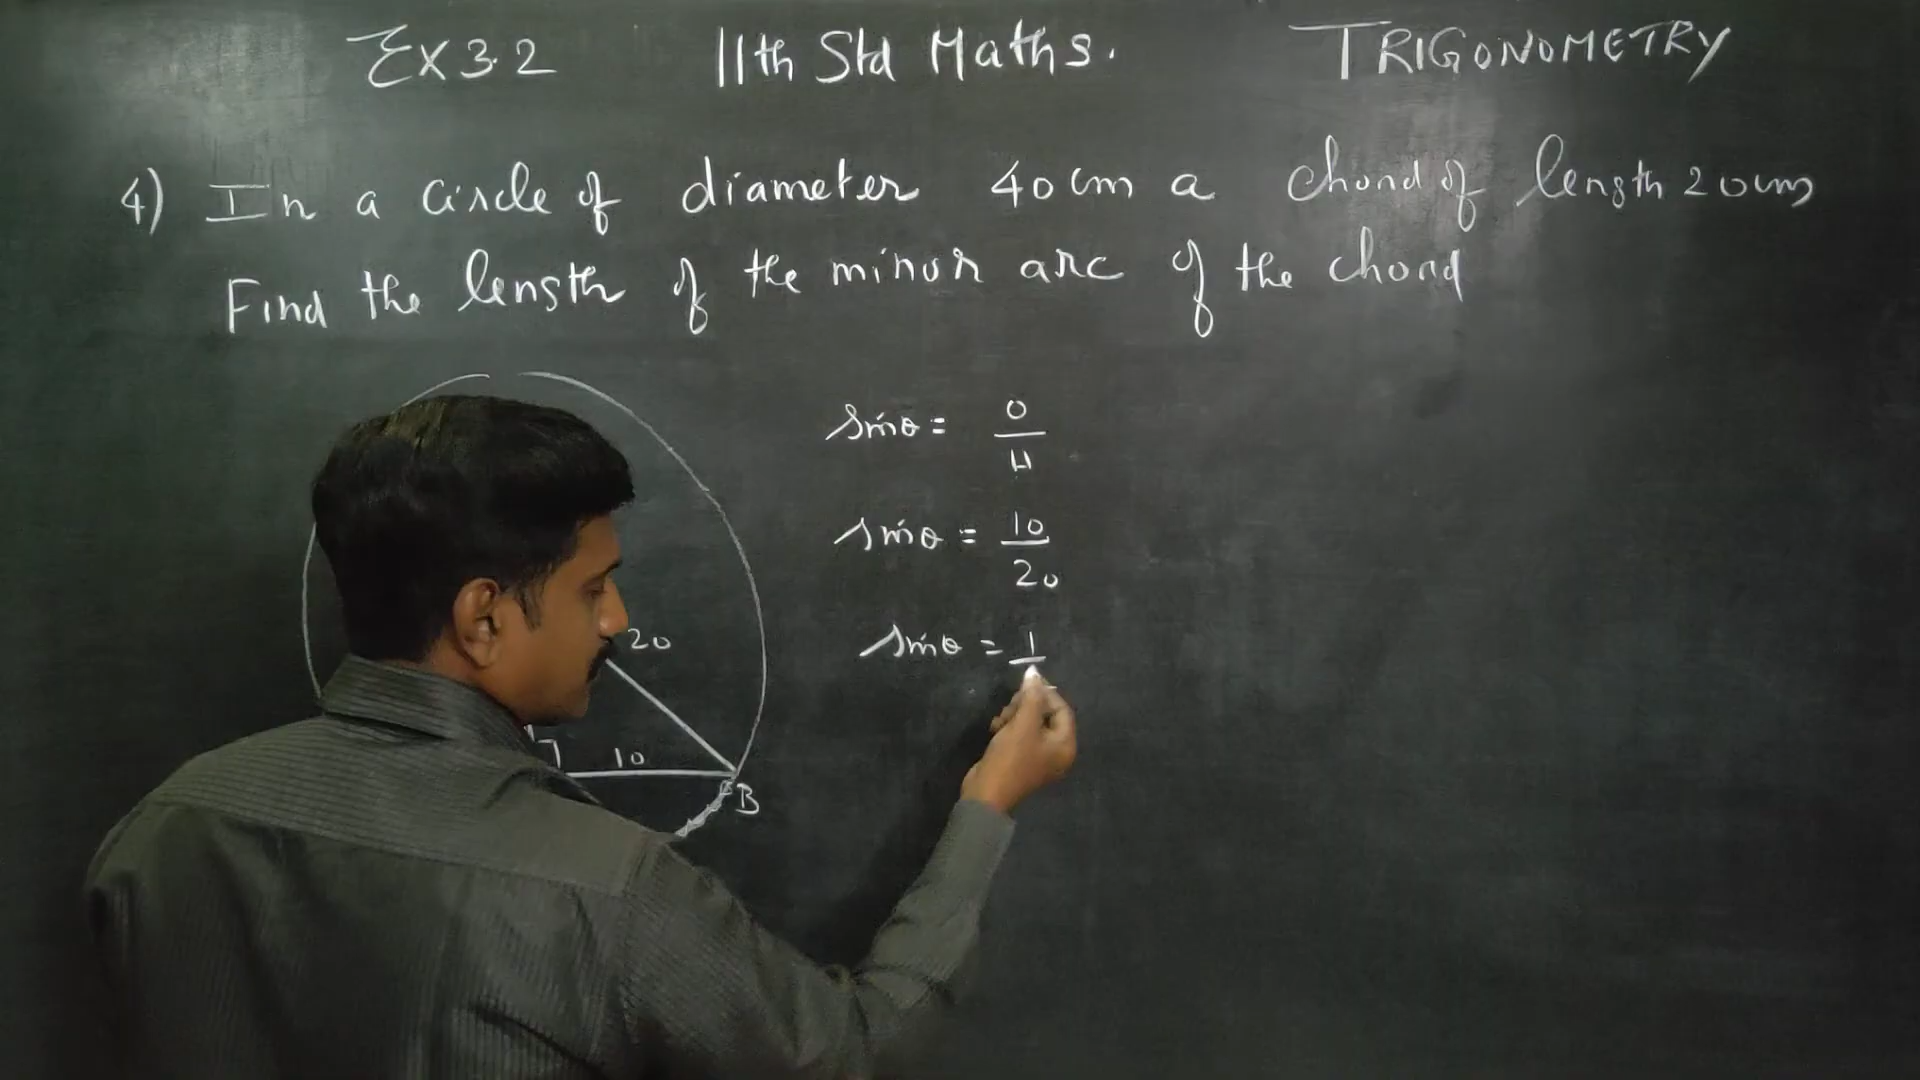 Ex 3.2 11th Std Maths. TRIGONOMETRY
4) In a circle of diameter 40cm a chord of length 20cm
Find the length of the minor arc of the chord
sinθ = O/H
sinθ = 10/20
sinθ = 1/
20
10
B